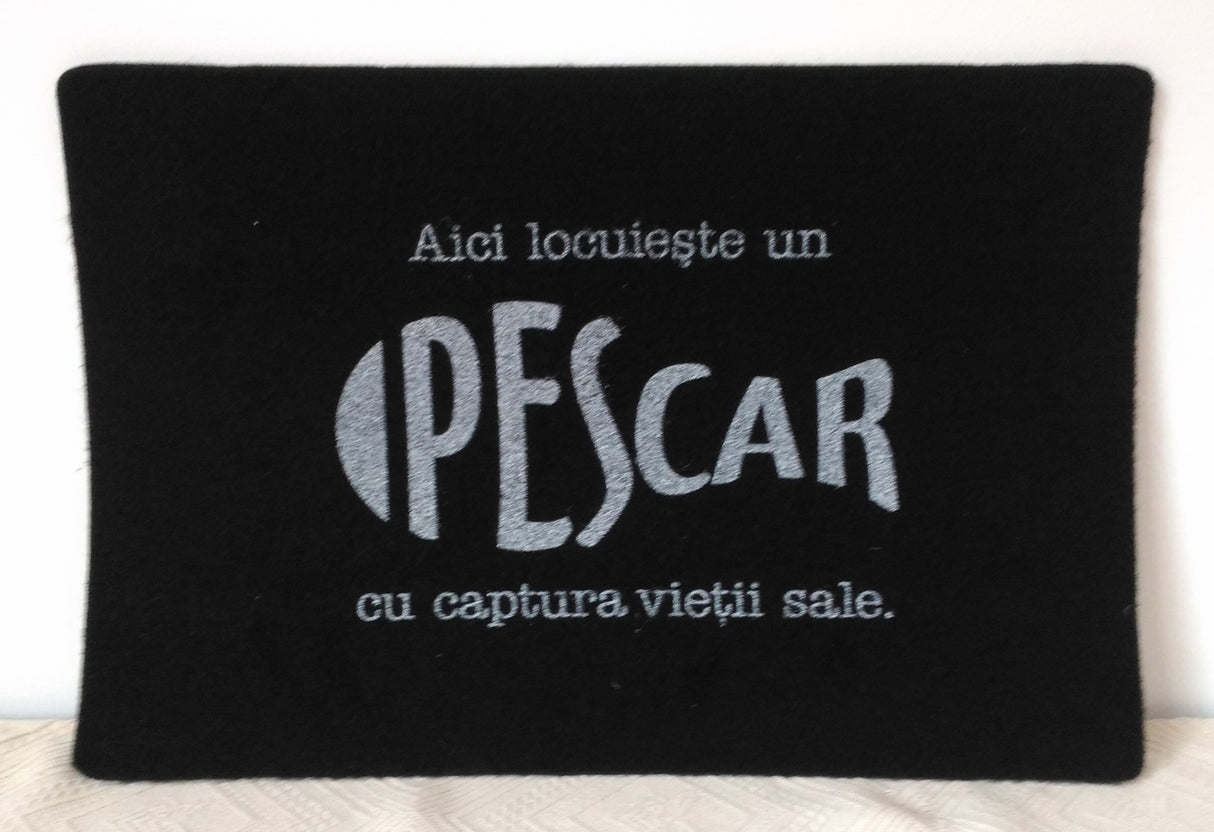 Aici locuiește un
PESCAR
cu captura vieții sale.